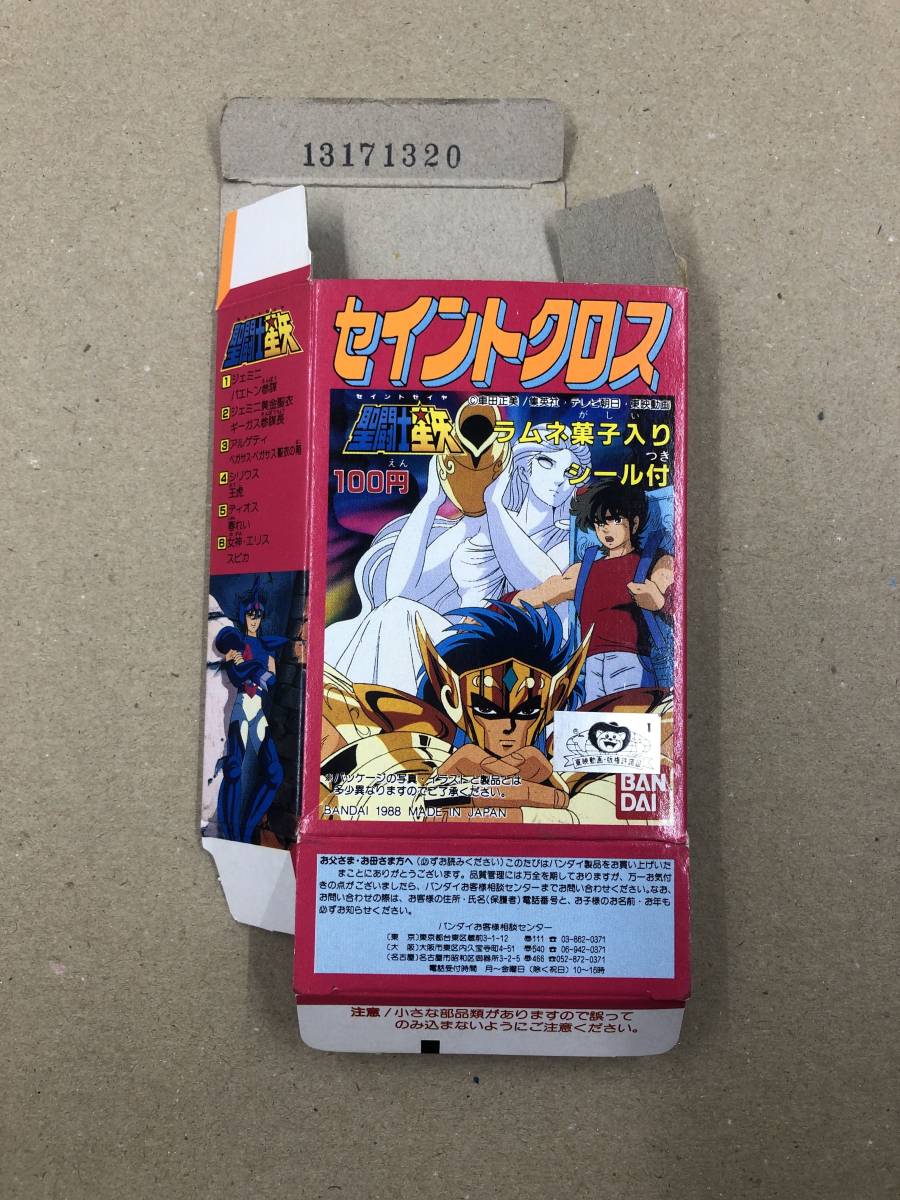 13171320
セイントクロス
©車田正美/集英社・テレビ朝日・東映動画
セイントセイヤ
聖闘士星矢
がしい
ラムネ菓子入り
つき
シール付
えん
100円
® 1
東映動画・版権許諾証
※パッケージの写真・イラストと製品とは
多少異なりますのでご了承ください。
BANDAI 1988 MADE IN JAPAN
BAN
DAI
聖闘士星矢
1 ジェミニ
パエトン参謀
2 ジェミニ黄金聖衣
ギーガス参謀長
3 アルゲティ
ペガサス・ペガサス聖衣の箱
4 シリウス
王虎
5 ディオス
春れい
6 女神・エリス
スピカ
お父さま・お母さま方へ(必ずお読みください)このたびはバンダイ製品をお買い上げいた
まことにありがとうございます。品質管理には万全を期しておりますが、万一お気付
きの点がございましたら、バンダイお客様相談センターまでお問い合わせください。なお、
お問い合わせの際は、お客様の住所・氏名(保護者)電話番号と、お子様のお名前・お年も
必ずお知らせください。
バンダイお客様相談センター
(東 京)東京都台東区蔵前3-1-12 〠111 ☎ 03-862-0371
(大 阪)大阪市東区内久宝寺町4-51 〠540 ☎ 06-942-0371
(名古屋)名古屋市昭和区御器所3-2-5 〠466 ☎052-872-0371
電話受付時間 月〜金曜日(除く祝日)10〜16時
注意/小さな部品類がありますので誤って
のみ込まないようにご注意ください。